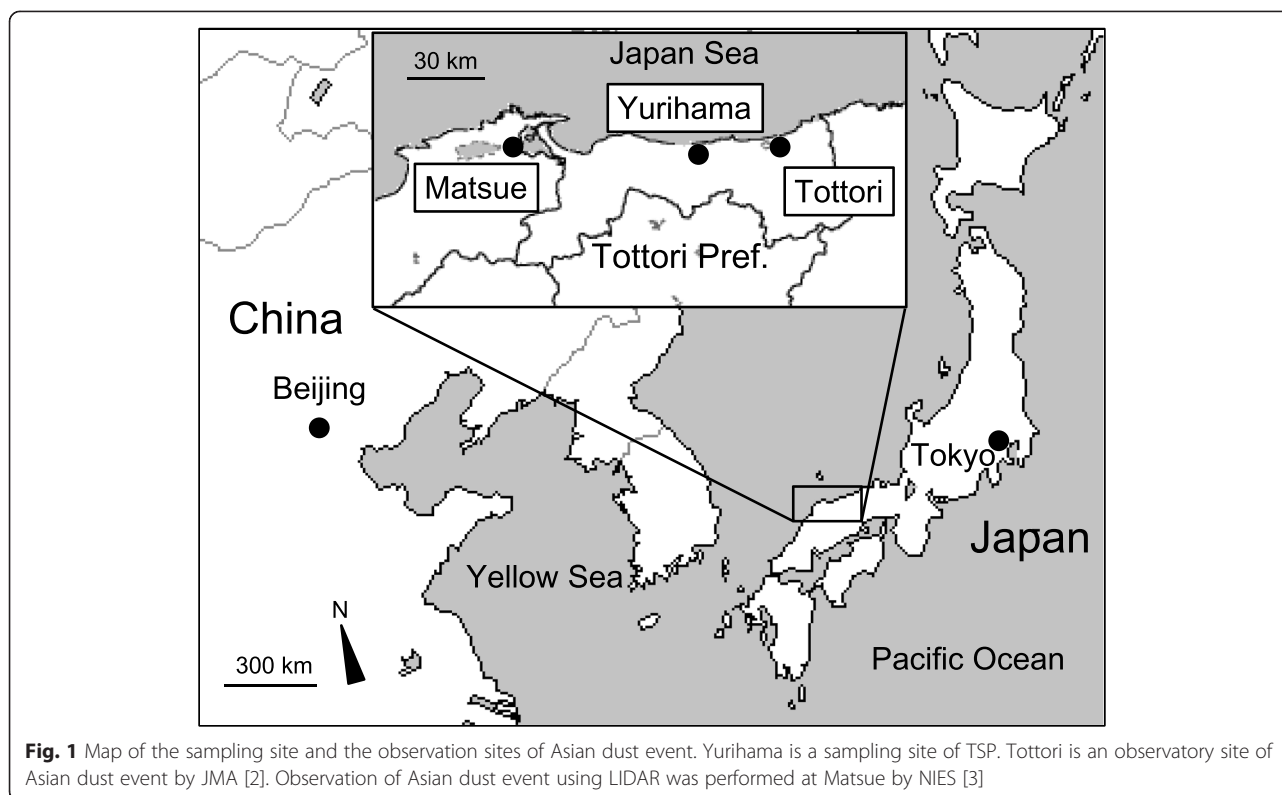 30 km
Japan Sea
Yurihama
Matsue
Tottori
Tottori Pref.
China
Beijing
Tokyo
Japan
Yellow Sea
N
300 km
Pacific Ocean
Fig. 1 Map of the sampling site and the observation sites of Asian dust event. Yurihama is a sampling site of TSP. Tottori is an observatory site of
Asian dust event by JMA [2]. Observation of Asian dust event using LIDAR was performed at Matsue by NIES [3]